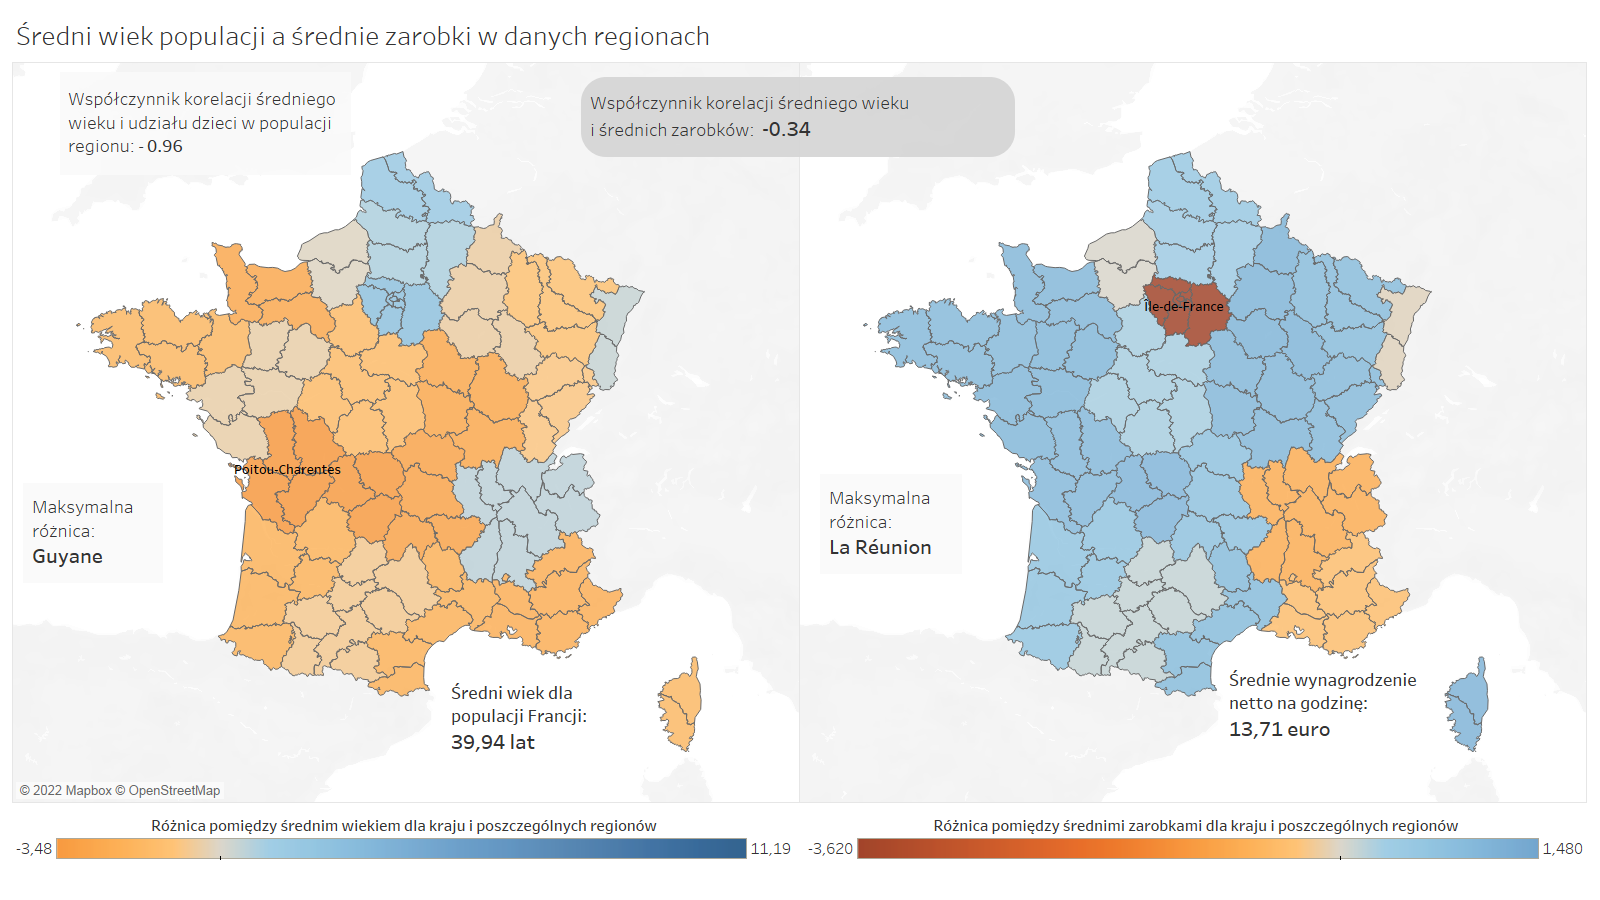 Średni wiek populacji a średnie zarobki w danych regionach
Współczynnik korelacji średniego
wieku i udziału dzieci w populacji
regionu: - 0.96
Współczynnik korelacji średniego wieku
i średnich zarobków: -0.34
Île-de-France
Poitou-Charentes
Maksymalna
różnica:
Guyane
Maksymalna
różnica:
La Réunion
Średni wiek dla
populacji Francji:
39,94 lat
Średnie wynagrodzenie
netto na godzinę:
13,71 euro
© 2022 Mapbox © OpenStreetMap
Różnica pomiędzy średnim wiekiem dla kraju i poszczególnych regionów
-3,48
11,19
Różnica pomiędzy średnimi zarobkami dla kraju i poszczególnych regionów
-3,620
1,480